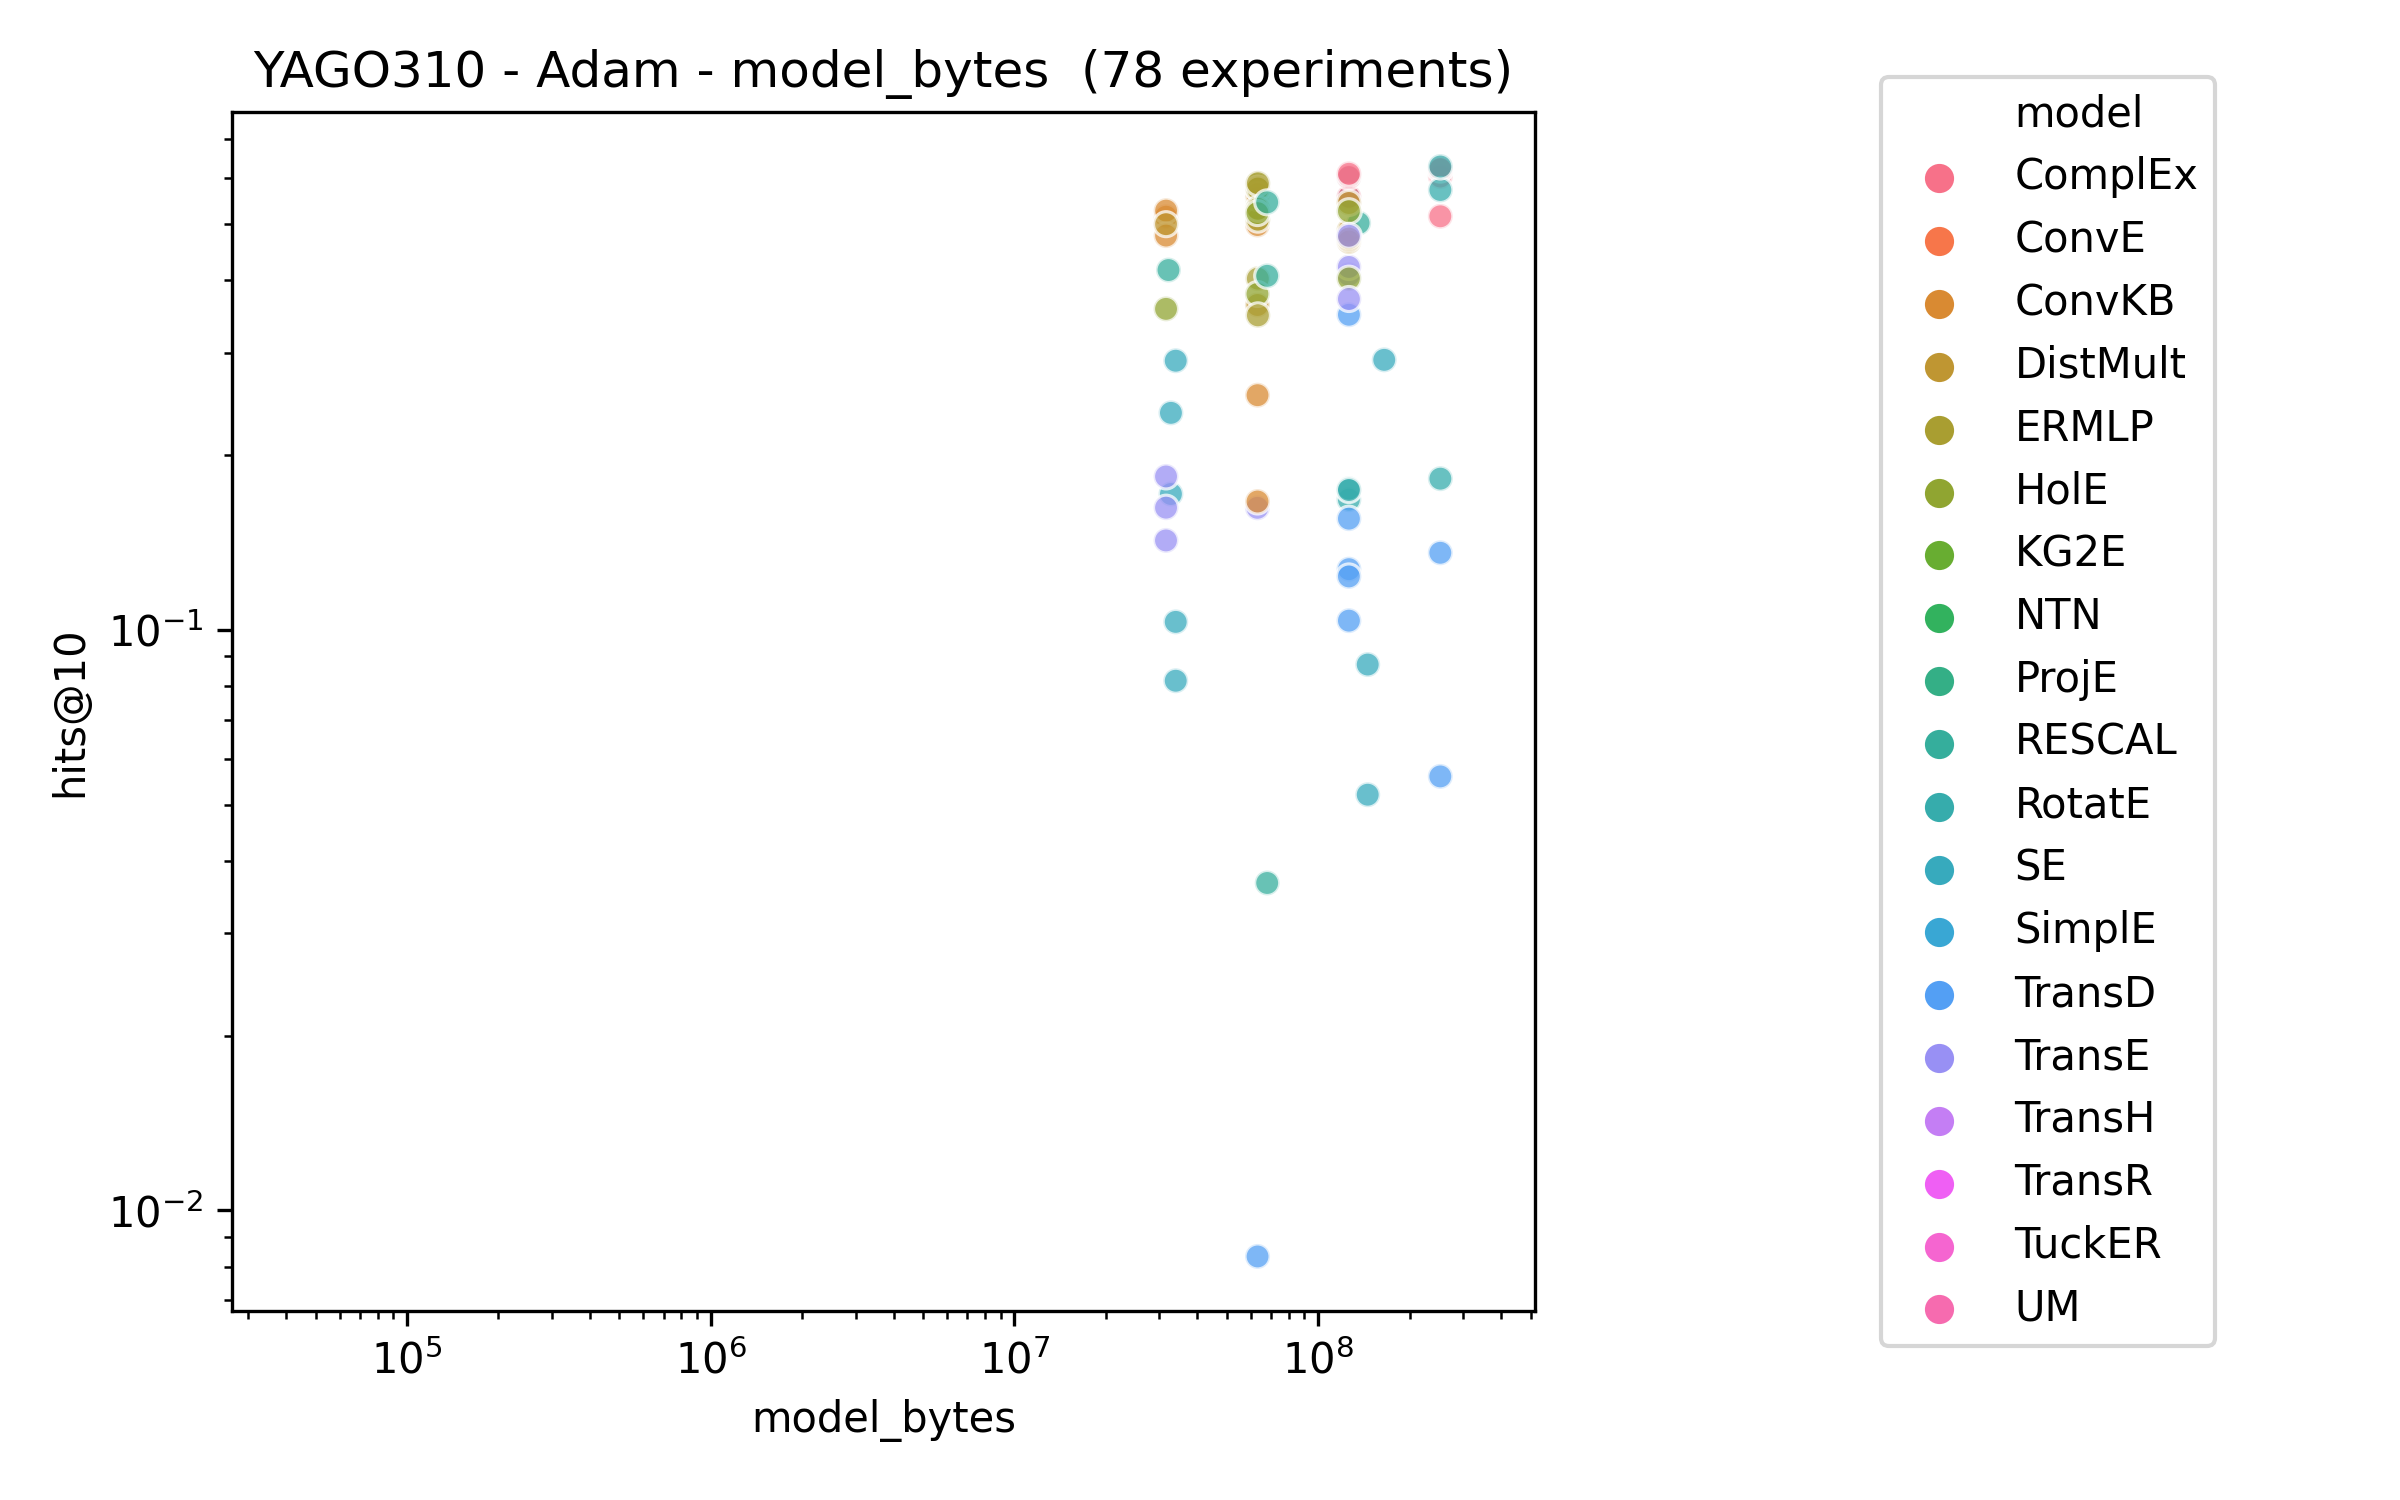 YAGO310 - Adam - model_bytes  (78 experiments)
hits@10
10⁻¹
10⁻²
10⁵
10⁶
10⁷
10⁸
model_bytes
model
ComplEx
ConvE
ConvKB
DistMult
ERMLP
HolE
KG2E
NTN
ProjE
RESCAL
RotatE
SE
SimplE
TransD
TransE
TransH
TransR
TuckER
UM